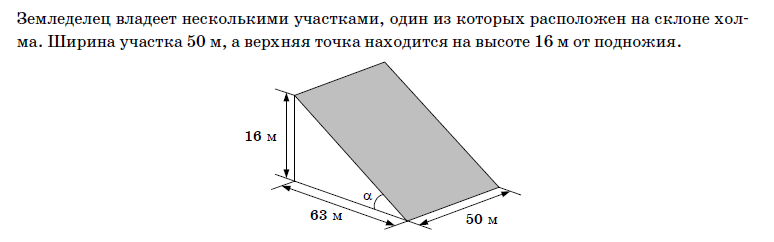 Земледелец владеет несколькими участками, один из которых расположен на склоне хол-
ма. Ширина участка 50 м, а верхняя точка находится на высоте 16 м от подножия.
16 м
α
63 м
50 м